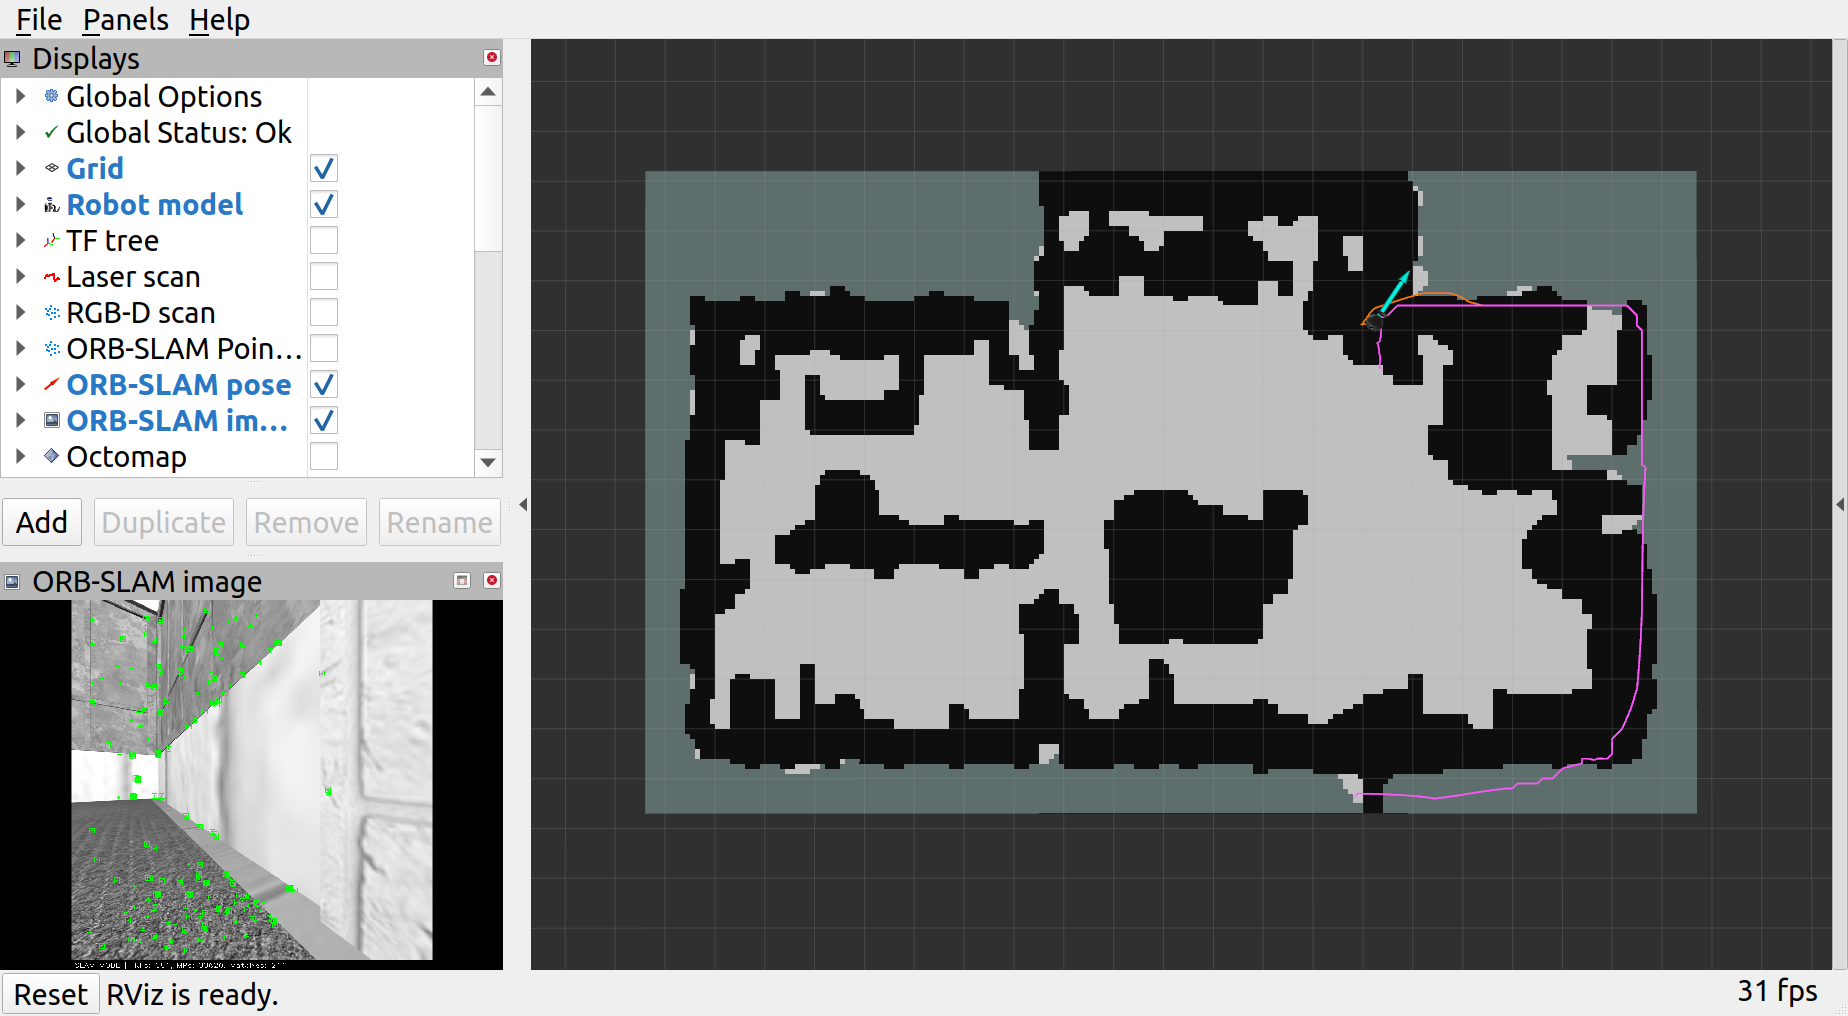 File Panels Help
Displays
Global Options
Global Status: Ok
Grid
Robot model
TF tree
Laser scan
RGB-D scan
ORB-SLAM Poin...
ORB-SLAM pose
ORB-SLAM im...
Octomap
Add Duplicate Remove Rename
ORB-SLAM image
SLAM MODE |
Reset RViz is ready. 31 fps